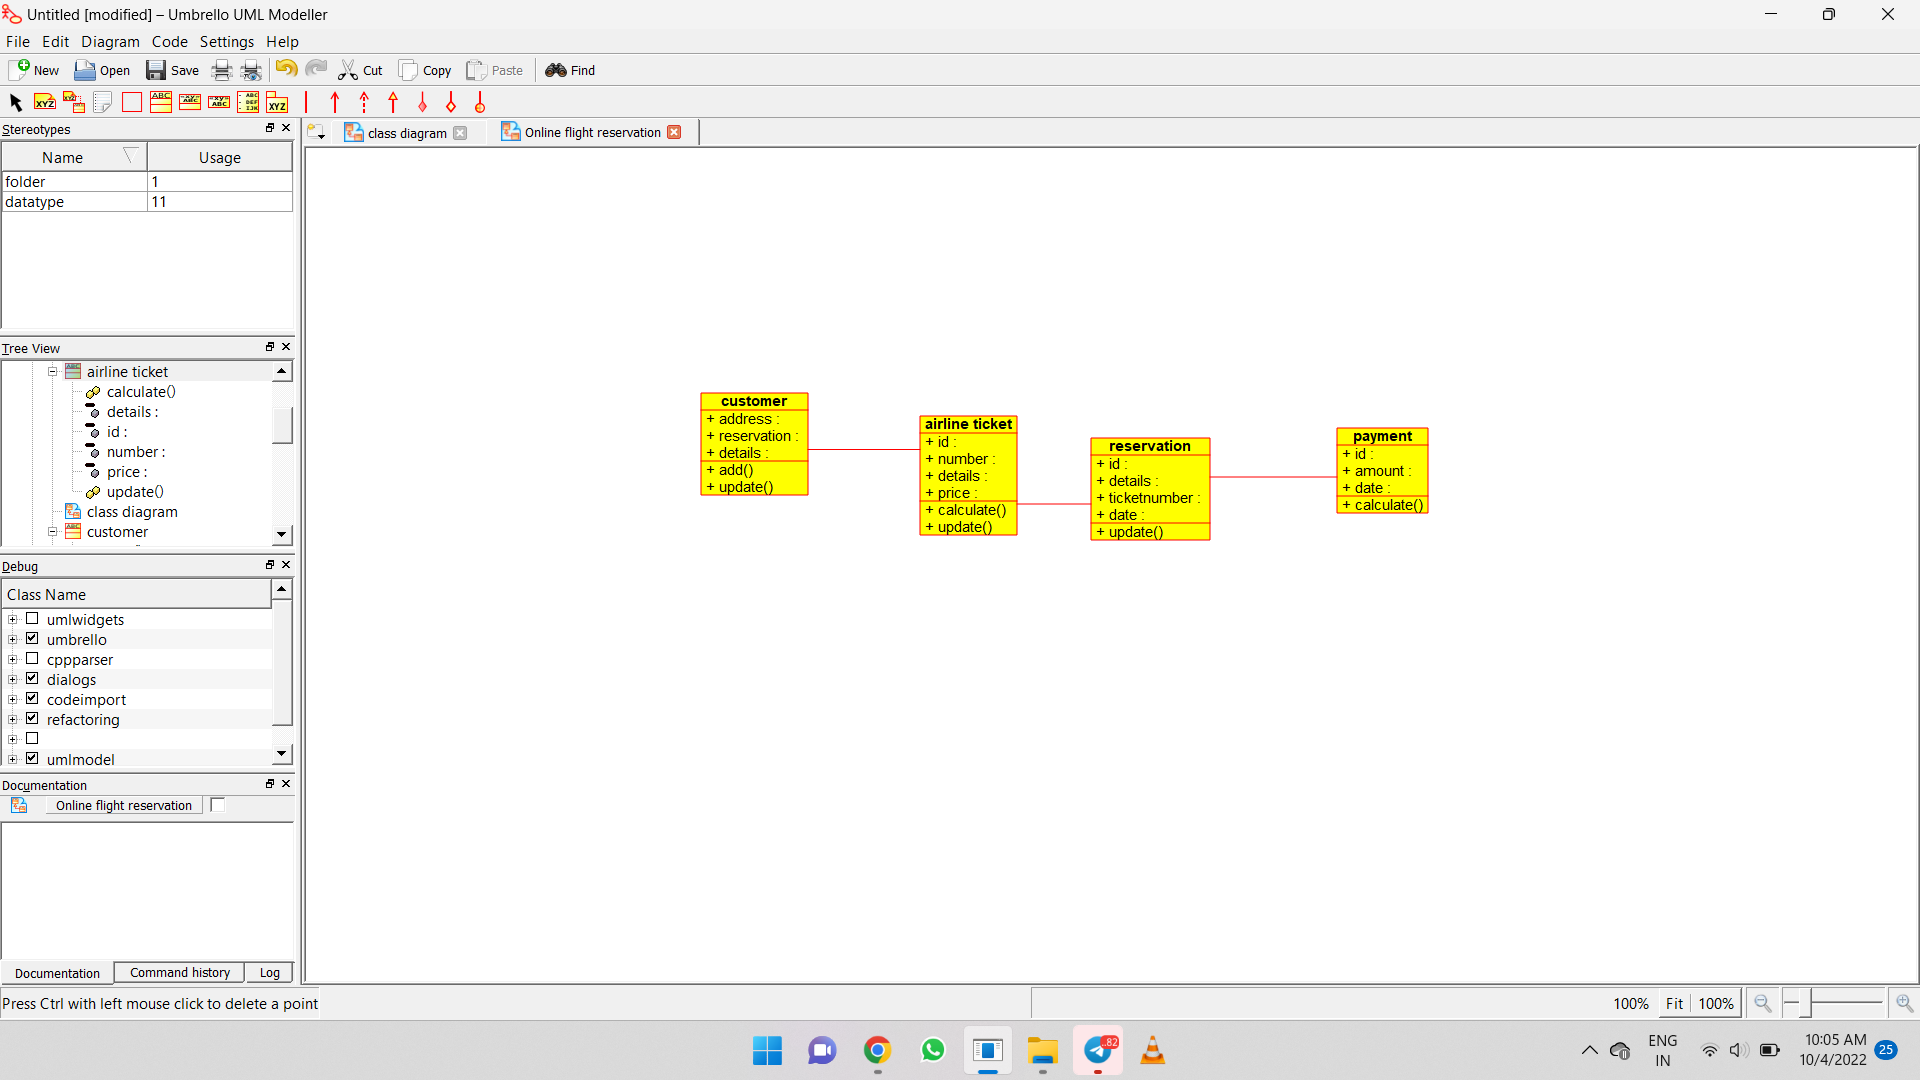 Untitled [modified] – Umbrello UML Modeller
File Edit Diagram Code Settings Help
New Open Save Cut Copy Paste Find
Stereotypes
class diagram
Online flight reservation
Name Usage
folder 1
datatype 11
Tree View
airline ticket
calculate()
details :
id :
number :
price :
update()
class diagram
customer
Debug
Class Name
umlwidgets
umbrello
cppparser
dialogs
codeimport
refactoring
umlmodel
Documentation
Online flight reservation
Documentation Command history Log
customer
+ address :
+ reservation :
+ details :
+ add()
+ update()
airline ticket
+ id :
+ number :
+ details :
+ price :
+ calculate()
+ update()
reservation
+ id :
+ details :
+ ticketnumber :
+ date :
+ update()
payment
+ id :
+ amount :
+ date :
+ calculate()
Press Ctrl with left mouse click to delete a point
100% Fit 100%
..82
ENG
IN
10:05 AM
10/4/2022
25